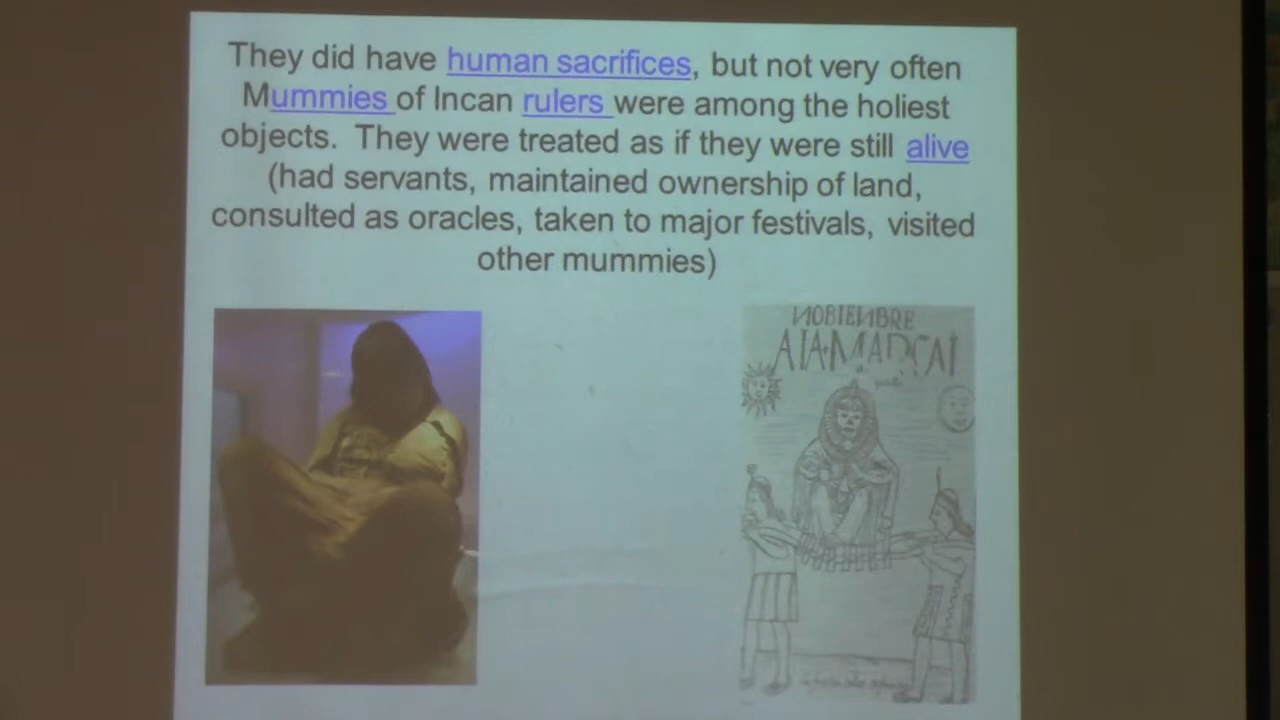 They did have human sacrifices, but not very often
Mummies of Incan rulers were among the holiest
objects. They were treated as if they were still alive
(had servants, maintained ownership of land,
consulted as oracles, taken to major festivals, visited
other mummies)
NOBIENBRE
AIA·MARCAI